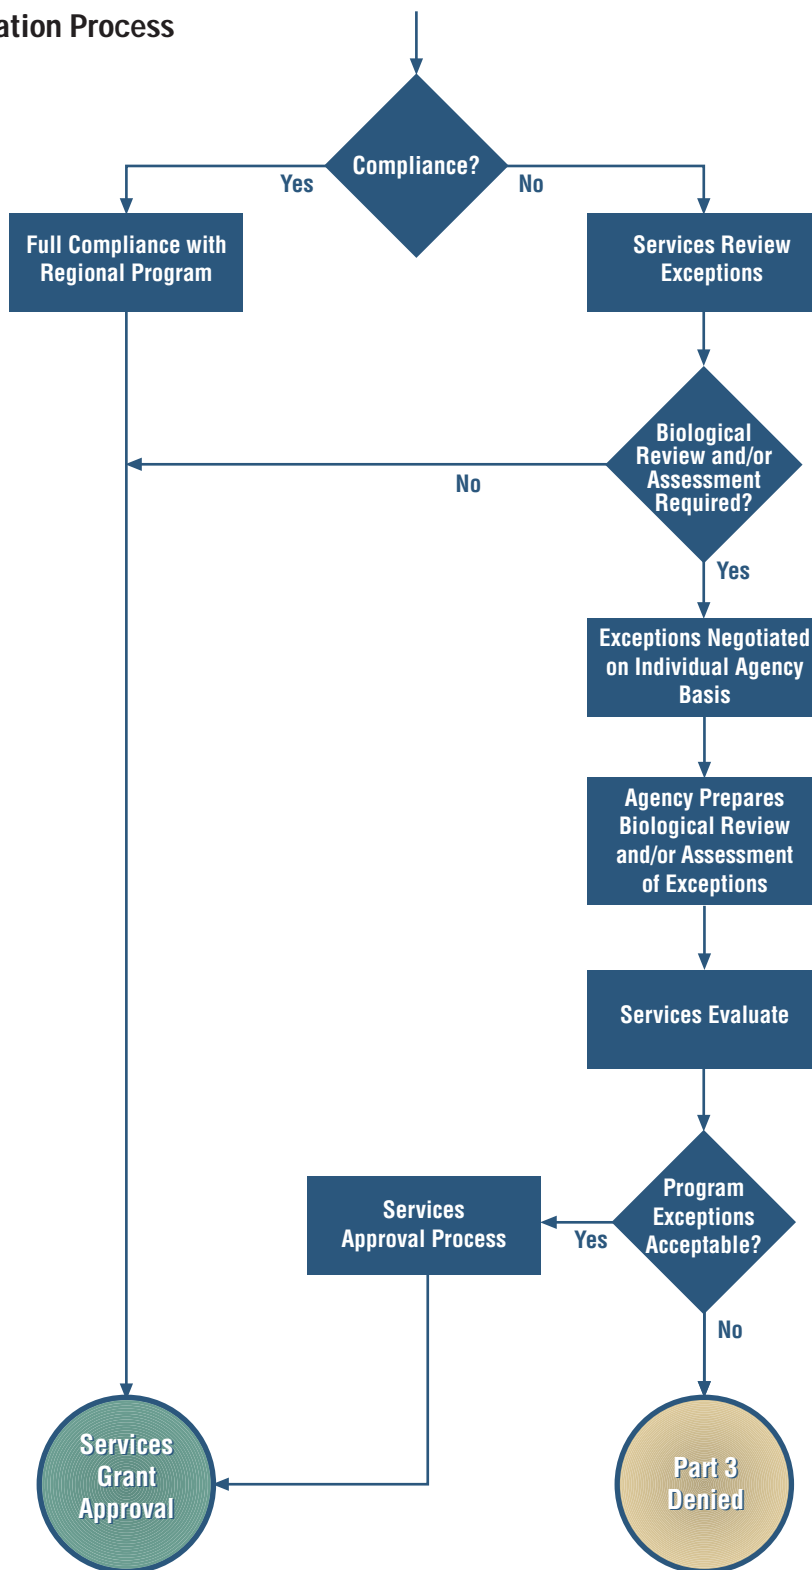 ation Process
Compliance?
Yes
No
Full Compliance with
Regional Program
Services Review
Exceptions
Biological
Review and/or
Assessment
Required?
No
Yes
Exceptions Negotiated
on Individual Agency
Basis
Agency Prepares
Biological Review
and/or Assessment
of Exceptions
Services Evaluate
Program
Exceptions
Acceptable?
Services
Approval Process
Yes
No
Services
Grant
Approval
Part 3
Denied